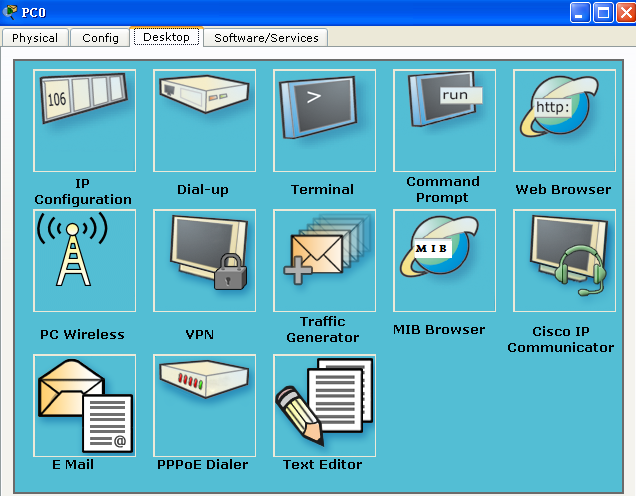 PC0
Physical Config Desktop Software/Services
106
>
run
http:
IP
Configuration
Dial-up
Terminal
Command
Prompt
Web Browser
MIB
PC Wireless
VPN
Traffic
Generator
MIB Browser
Cisco IP
Communicator
@
E Mail
PPPoE Dialer
Text Editor